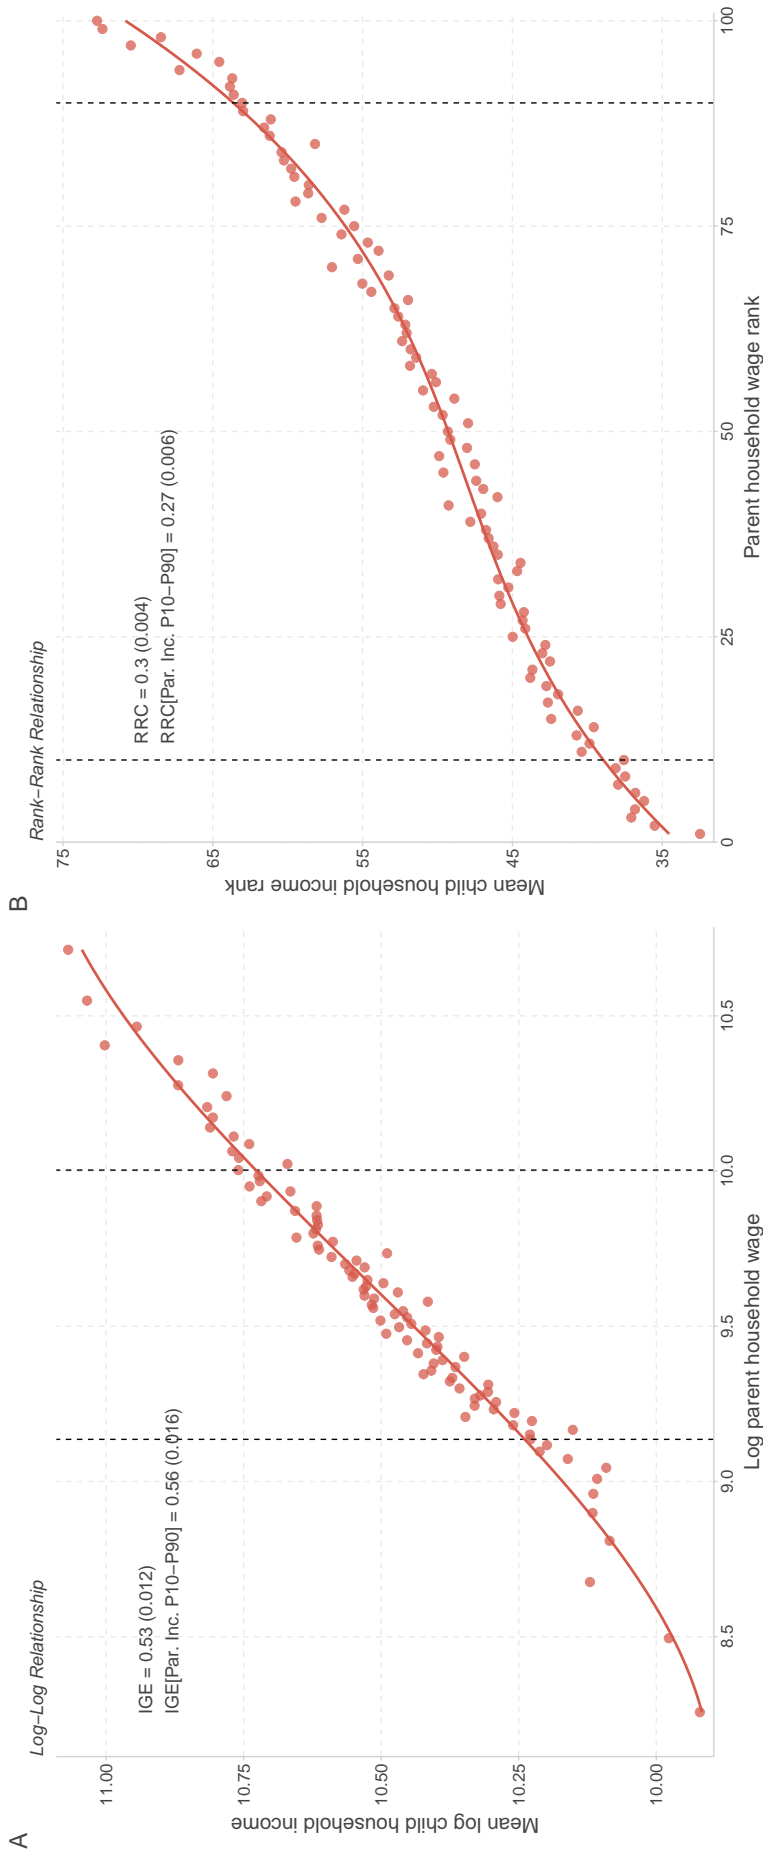 A
Log–Log Relationship
IGE = 0.53 (0.012)
IGE[Par. Inc. P10–P90] = 0.56 (0.016)
Mean log child household income
11.00
10.75
10.50
10.25
10.00
8.5
9.0
9.5
10.0
10.5
Log parent household wage
B
Rank–Rank Relationship
RRC = 0.3 (0.004)
RRC[Par. Inc. P10–P90] = 0.27 (0.006)
Mean child household income rank
75
65
55
45
35
0
25
50
75
100
Parent household wage rank